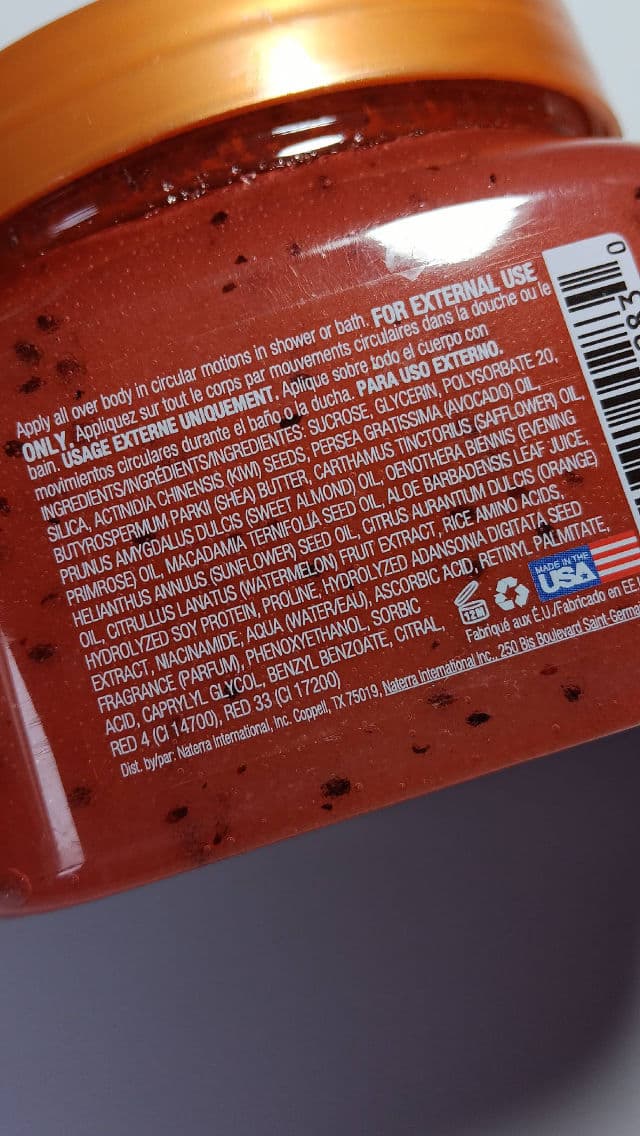 Apply all over body in circular motions in shower or bath. FOR EXTERNAL USE
ONLY. Appliquez sur tout le corps par mouvements circulaires dans la douche ou le
bain. USAGE EXTERNE UNIQUEMENT. Aplique sobre todo el cuerpo con
movimientos circulares durante el baño o la ducha. PARA USO EXTERNO.
INGREDIENTS/INGRÉDIENTS/INGREDIENTES: SUCROSE, GLYCERIN, POLYSORBATE 20,
SILICA, ACTINIDIA CHINENSIS (KIWI) SEEDS, PERSEA GRATISSIMA (AVOCADO) OIL,
BUTYROSPERMUM PARKII (SHEA) BUTTER, CARTHAMUS TINCTORIUS (SAFFLOWER) OIL,
PRUNUS AMYGDALUS DULCIS (SWEET ALMOND) OIL, OENOTHERA BIENNIS (EVENING
PRIMROSE) OIL, MACADAMIA TERNIFOLIA SEED OIL, ALOE BARBADENSIS LEAF JUICE,
HELIANTHUS ANNUUS (SUNFLOWER) SEED OIL, CITRUS AURANTIUM DULCIS (ORANGE)
OIL, CITRULLUS LANATUS (WATERMELON) FRUIT EXTRACT, RICE AMINO ACIDS,
HYDROLYZED SOY PROTEIN, PROLINE, HYDROLYZED ADANSONIA DIGITATA SEED
EXTRACT, NIACINAMIDE, AQUA (WATER/EAU), ASCORBIC ACID, RETINYL PALMITATE,
FRAGRANCE (PARFUM), PHENOXYETHANOL, SORBIC
ACID, CAPRYLYL GLYCOL, BENZYL BENZOATE, CITRAL,
RED 4 (CI 14700), RED 33 (CI 17200)
Dist. by/par: Naterra International, Inc. Coppell, TX 75019, Naterra International Inc., 250 Bis Boulevard Saint-Germ
12M
MADE IN THE
USA
Fabriqué aux É.U./Fabricado en EE
0